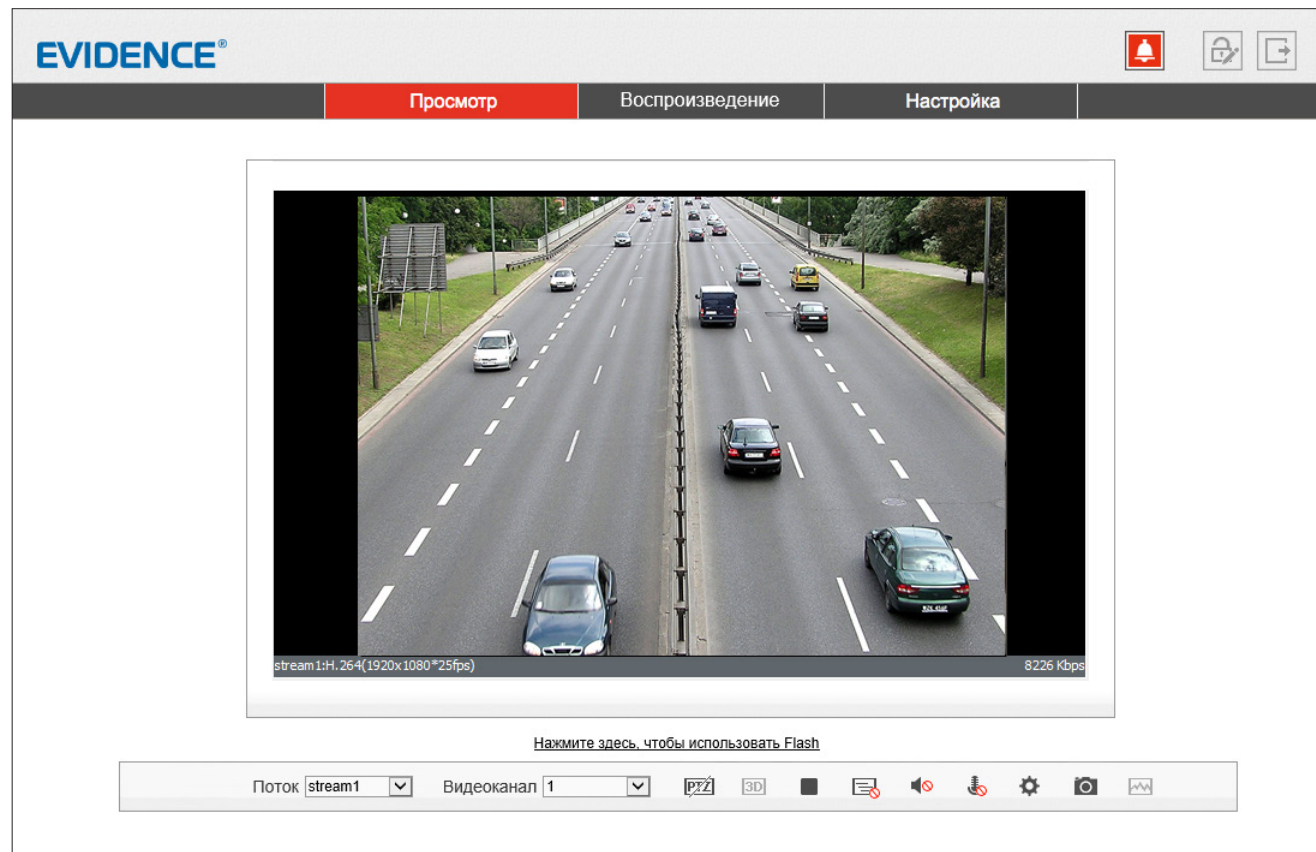 EVIDENCE®
Просмотр Воспроизведение Настройка
stream1:H.264(1920x1080*25fps) 8226 Kbps
Нажмите здесь, чтобы использовать Flash
Поток stream1 Видеоканал 1 PTZ 3D